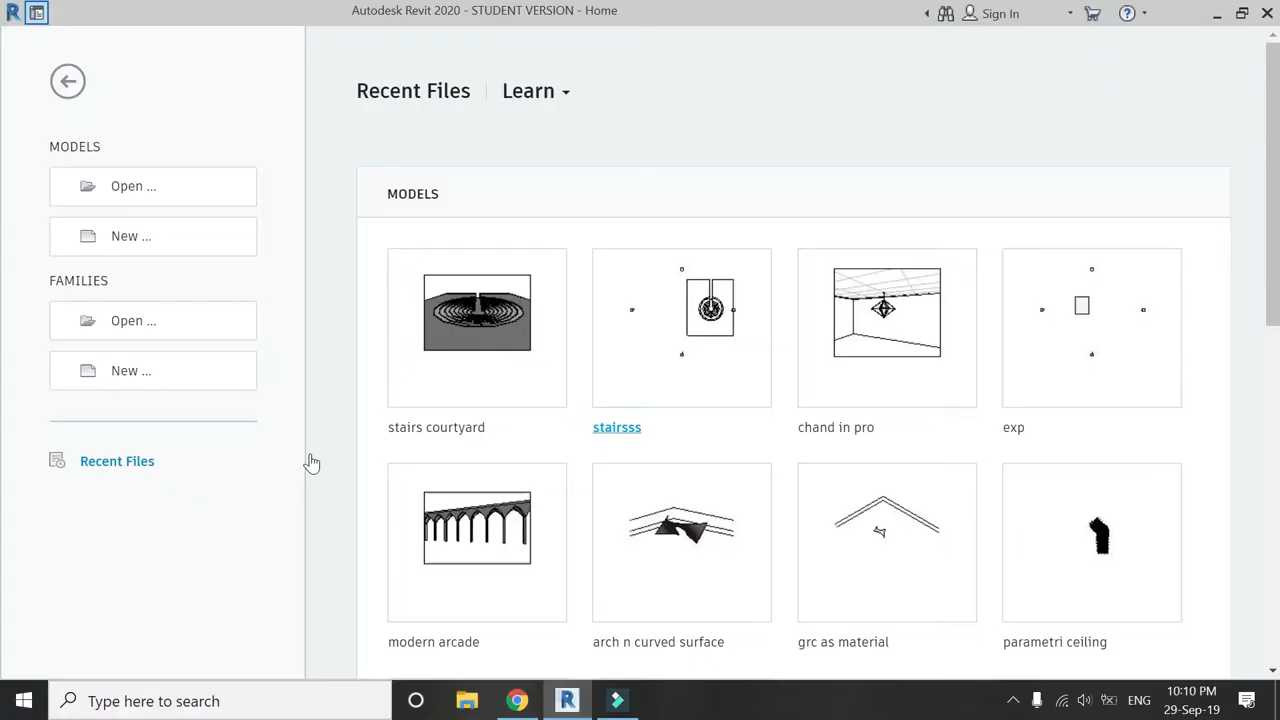 Autodesk Revit 2020 - STUDENT VERSION - Home
Sign In
Recent Files
Learn
MODELS
Open ...
New ...
FAMILIES
Open ...
New ...
Recent Files
MODELS
stairs courtyard
stairsss
chand in pro
exp
modern arcade
arch n curved surface
grc as material
parametri ceiling
Type here to search
ENG
10:10 PM
29-Sep-19